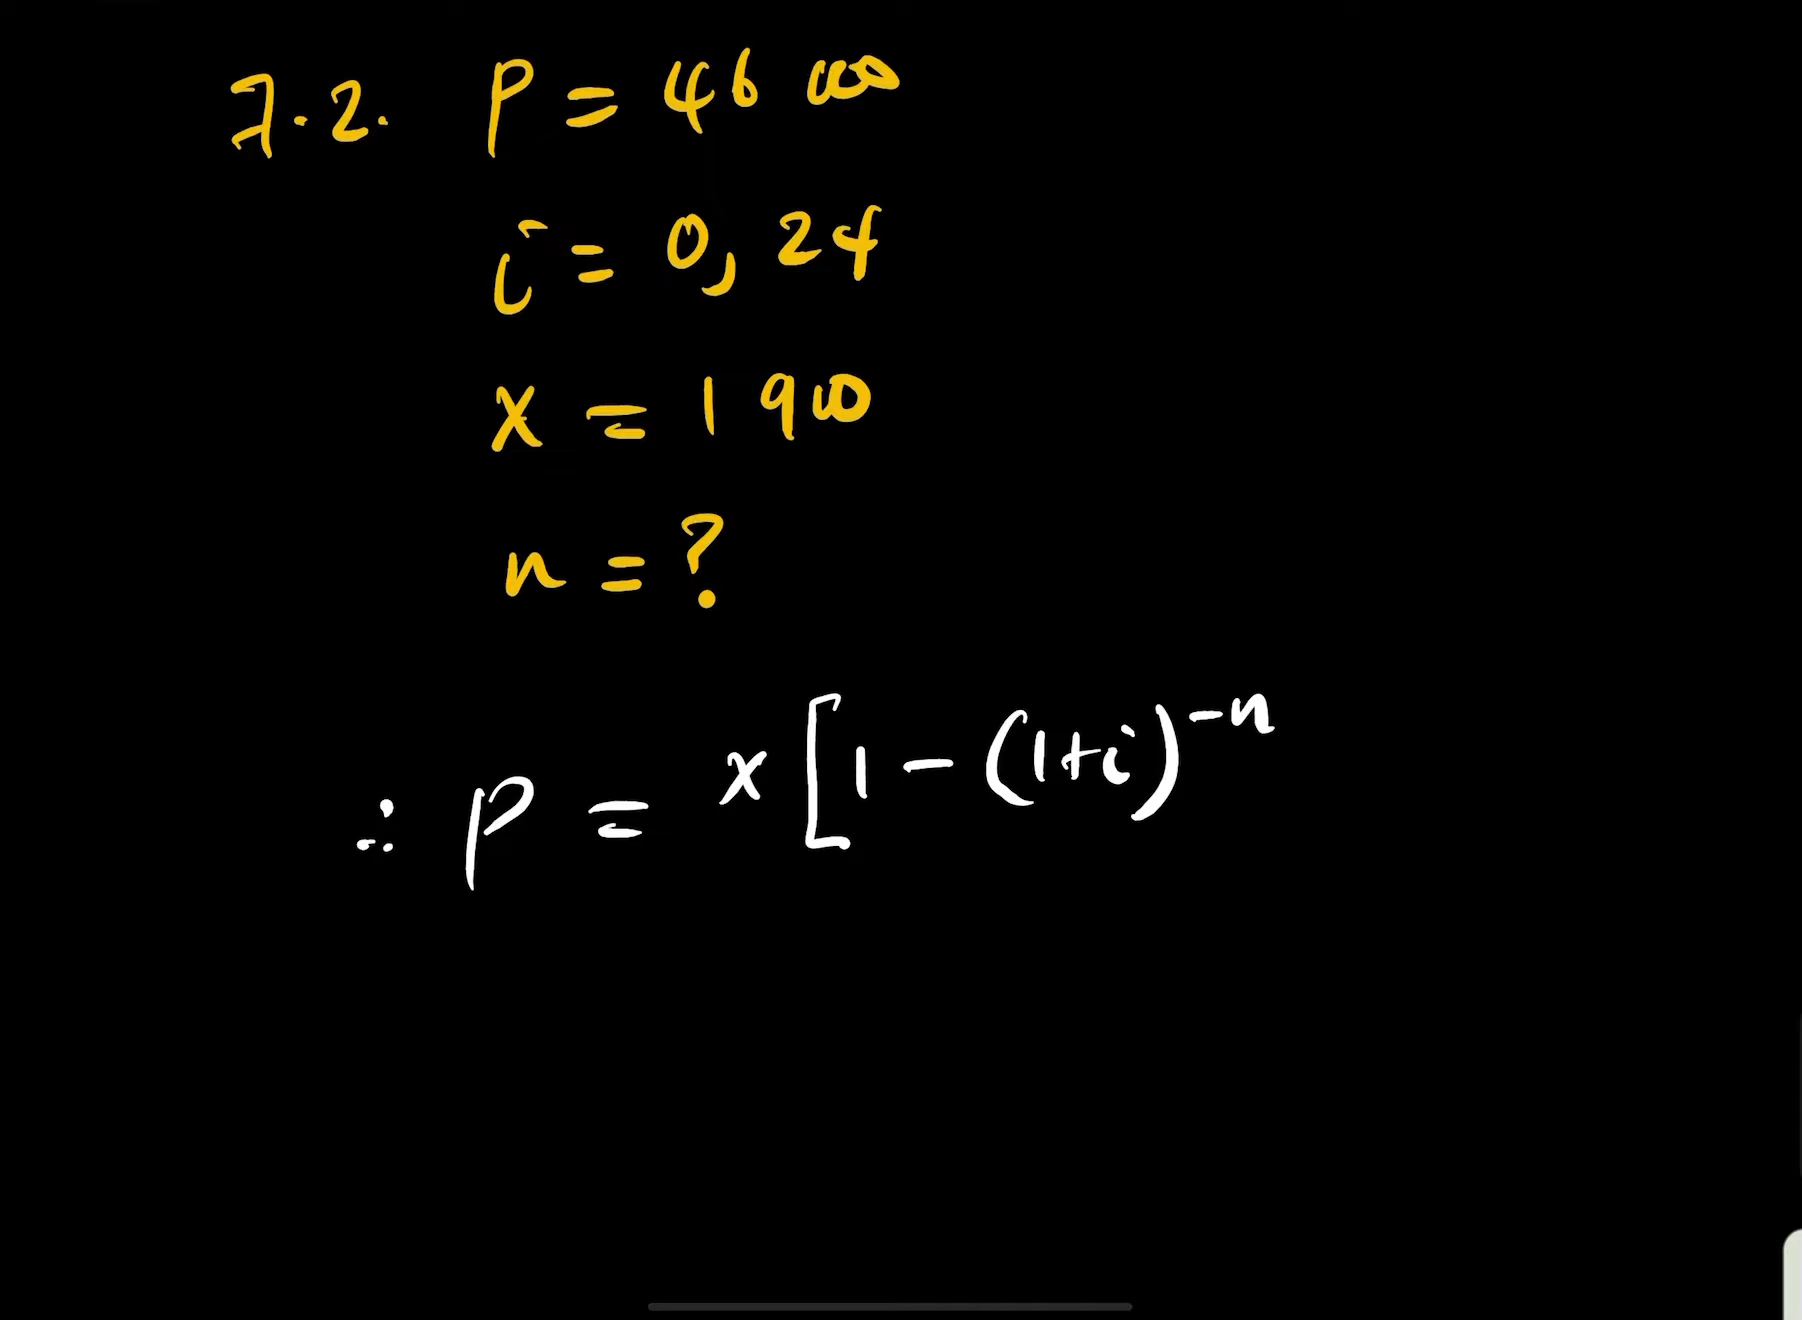 7.2. P = 46 000
i = 0,24
x = 1 900
n = ?
∴ P = x [1 - (1+i)^-n